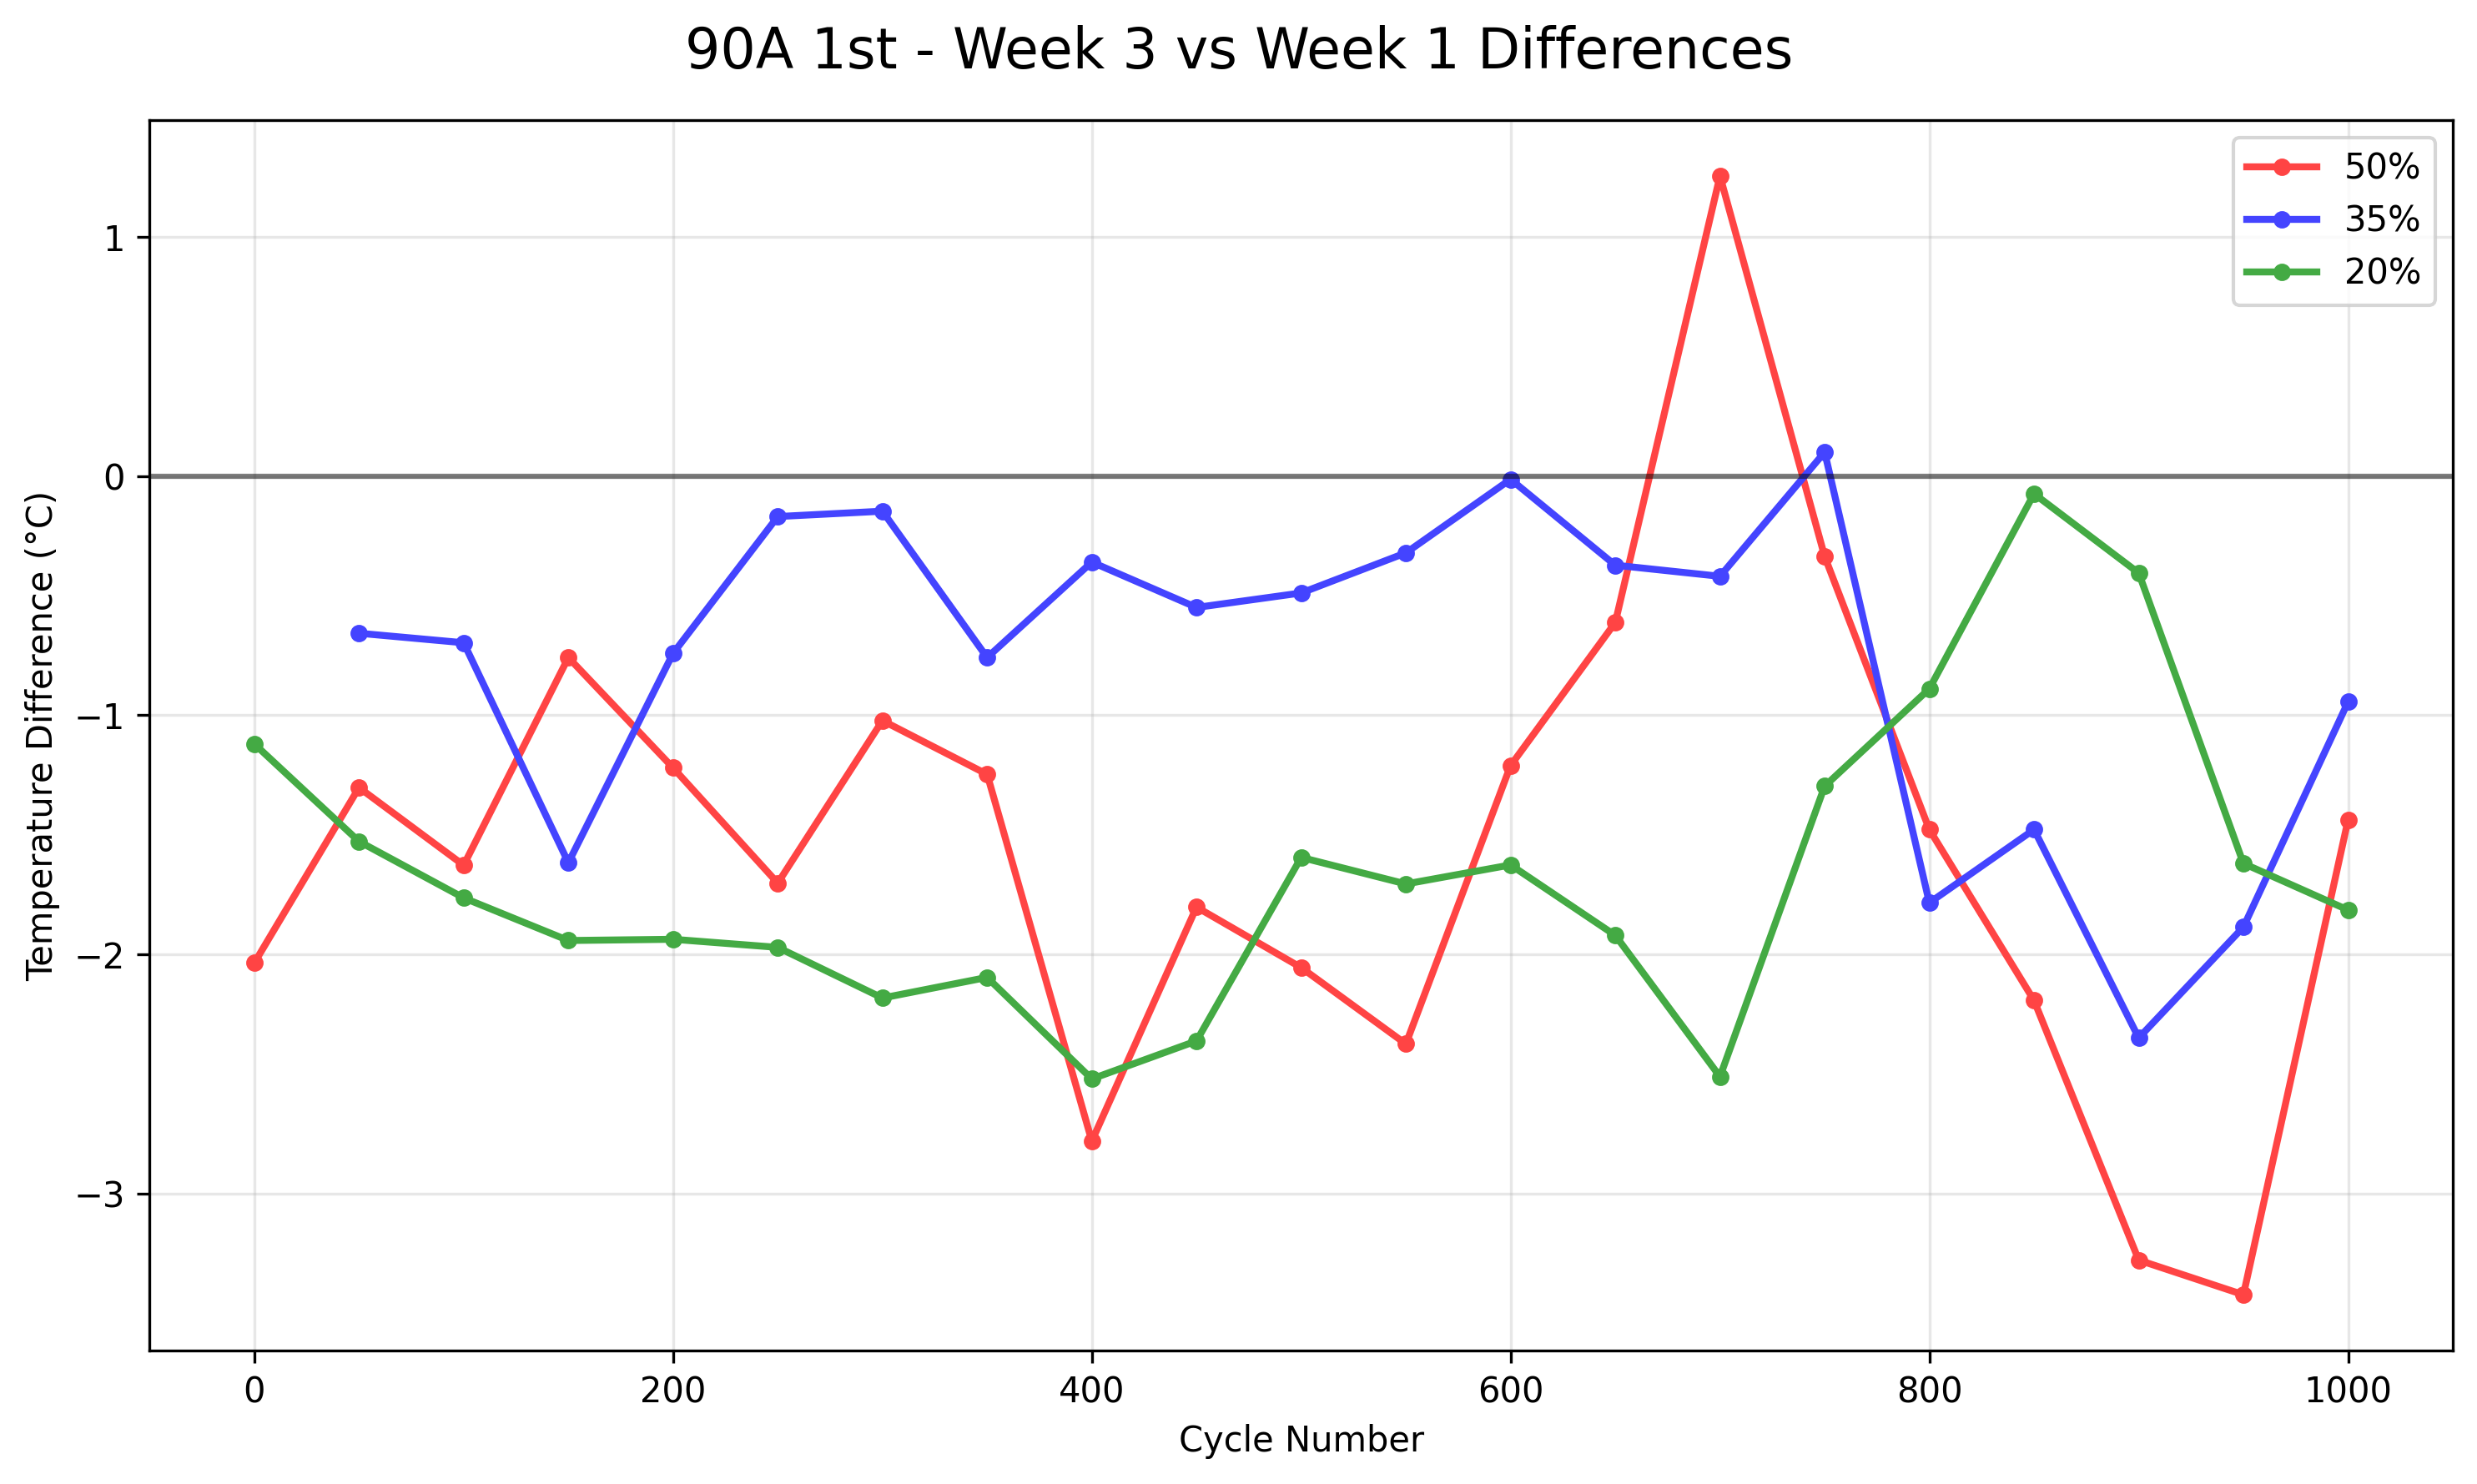 90A 1st - Week 3 vs Week 1 Differences
50%
35%
20%
1
0
−1
−2
−3
Temperature Difference (°C)
0 200 400 600 800 1000
Cycle Number